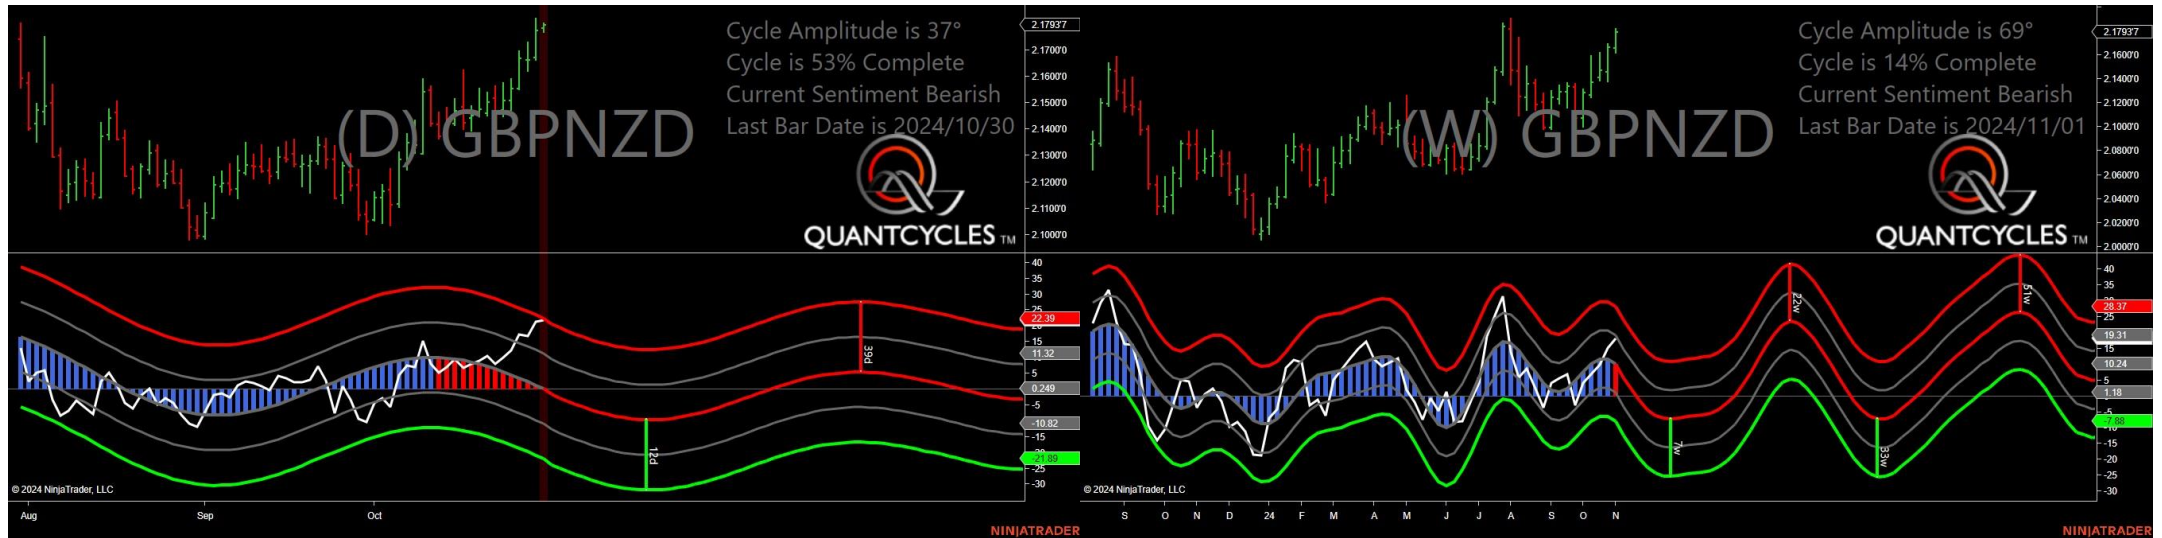 Cycle Amplitude is 37°
Cycle is 53% Complete
Current Sentiment Bearish
Last Bar Date is 2024/10/30
(D) GBPNZD
QUANTCYCLES TM
2.1793'7
2.1700'0
2.1600'0
2.1500'0
2.1400'0
2.1300'0
2.1200'0
2.1100'0
2.1000'0
40
35
30
25
22.39
15
11.32
5
0.249
-5
-10.82
-15
-21.89
-25
-30
39d
12d
© 2024 NinjaTrader, LLC
Aug Sep Oct
NINJATRADER
Cycle Amplitude is 69°
Cycle is 14% Complete
Current Sentiment Bearish
Last Bar Date is 2024/11/01
(W) GBPNZD
QUANTCYCLES TM
2.1793'7
2.1600'0
2.1400'0
2.1200'0
2.1000'0
2.0800'0
2.0600'0
2.0400'0
2.0200'0
2.0000'0
40
35
28.37
25
19.31
15
10.24
5
1.18
-7.88
-15
-20
-25
-30
22w
51w
7w
33w
© 2024 NinjaTrader, LLC
S O N D 24 F M A M J J A S O N
NINJATRADER